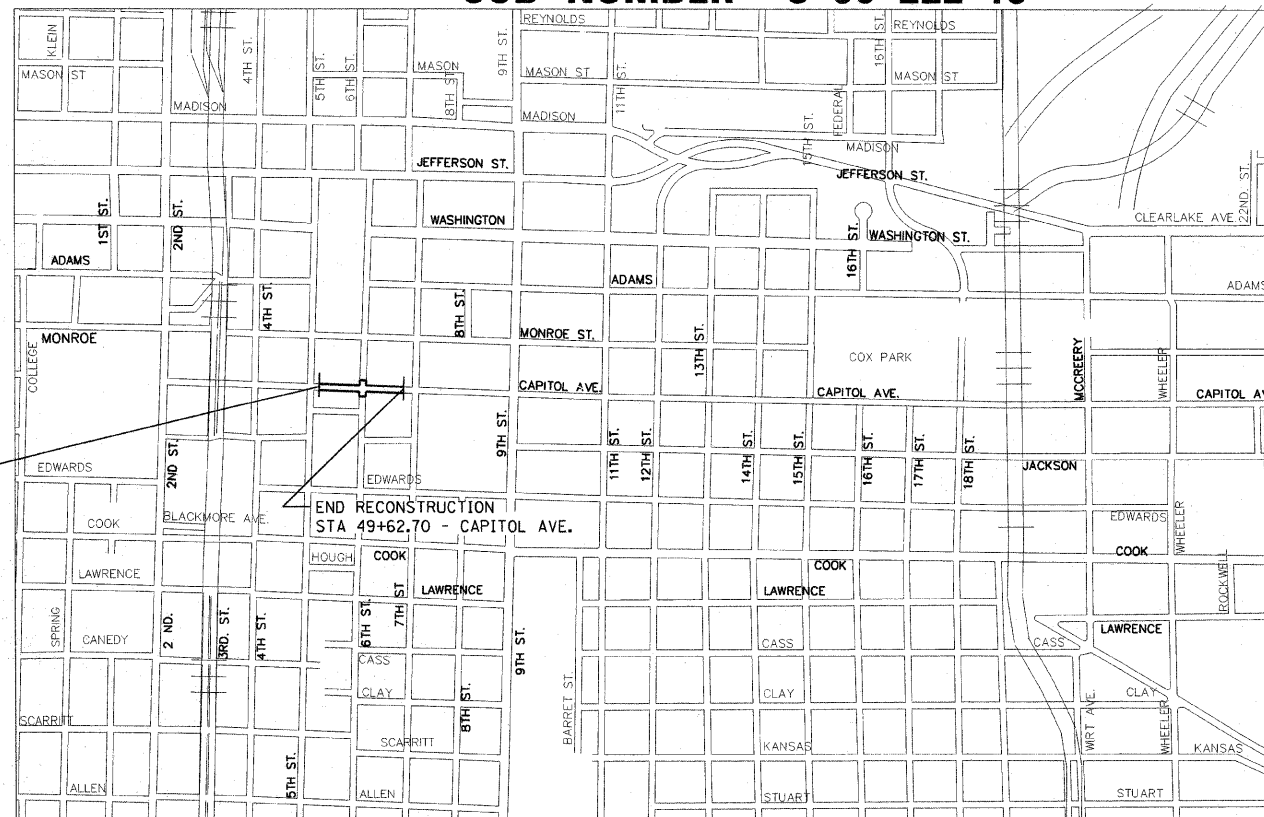 REYNOLDS
REYNOLDS
KLEIN
4TH ST.
5TH ST.
6TH ST.
9TH ST.
16TH ST.
MASON ST
MASON
MASON ST
MASON ST
8TH ST
11TH ST.
FEDERAL
MADISON
MADISON
15TH ST.
MADISON
JEFFERSON ST.
JEFFERSON ST.
22ND. ST.
1ST ST.
2ND ST.
WASHINGTON
16TH ST.
WASHINGTON ST.
CLEARLAKE AVE.
ADAMS
ADAMS
ADAMS
4TH ST.
8TH ST.
MONROE
MONROE ST.
13TH ST.
COX PARK
MCCREERY
WHEELER
COLLEGE
CAPITOL AVE.
CAPITOL AVE.
CAPITOL AV
2ND ST.
9TH ST.
11TH ST.
12TH ST.
14TH ST.
15TH ST.
16TH ST.
17TH ST.
18TH ST.
EDWARDS
EDWARDS
JACKSON
END RECONSTRUCTION
STA 49+62.70 - CAPITOL AVE.
COOK
BLACKMORE AVE.
EDWARDS
WHEELER
HOUGH
COOK
COOK
COOK
LAWRENCE
LAWRENCE
LAWRENCE
ROCKWELL
SPRING
CANEDY
2 ND.
3RD. ST.
4TH ST.
6TH ST.
7TH ST
9TH ST.
CASS
CASS
CASS
LAWRENCE
CLAY
CLAY
CLAY
SCARRITT
SCARRITT
8TH ST.
BARRET ST.
KANSAS
WIRT AVE.
WHEELER
KANSAS
5TH ST.
ALLEN
ALLEN
STUART
STUART